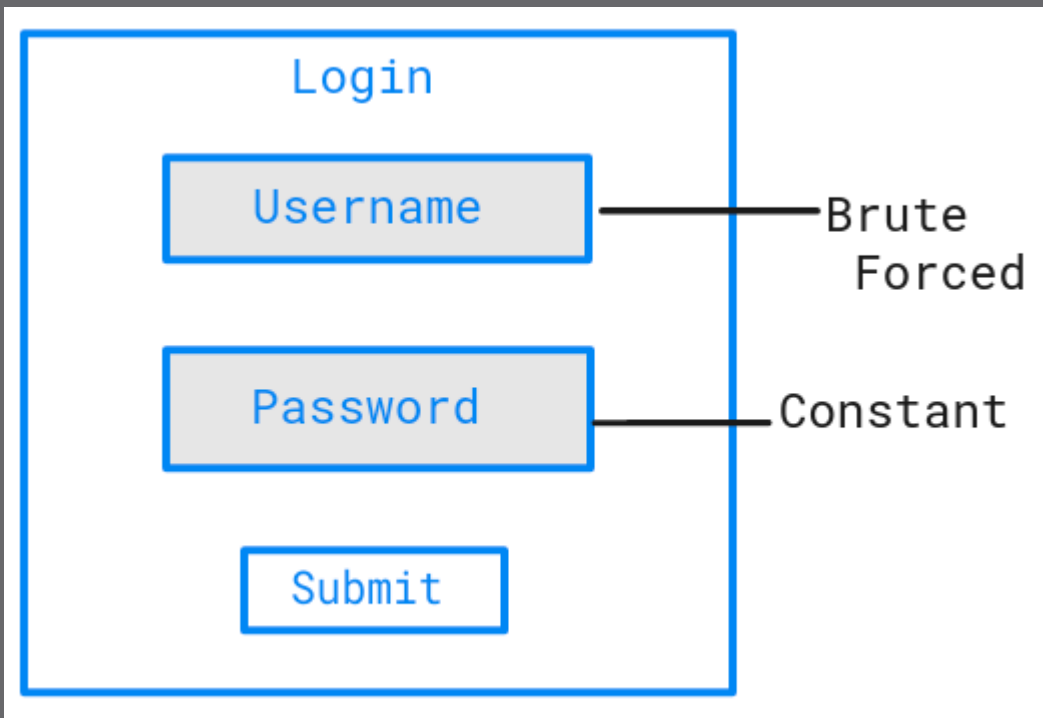 Login
Username
Brute
Forced
Password
Constant
Submit